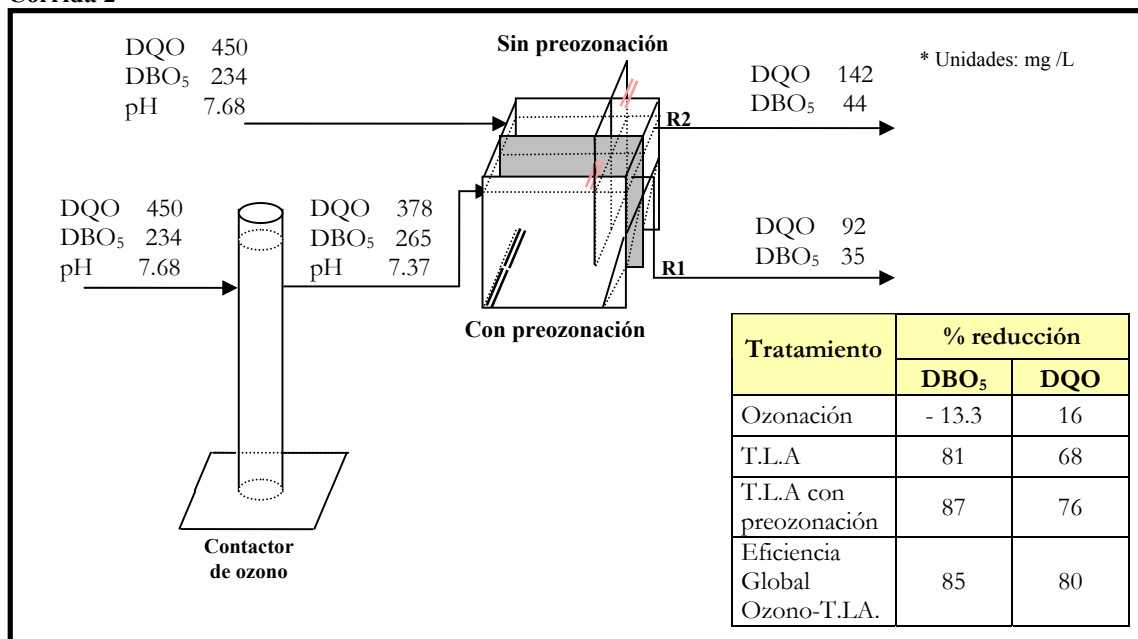 DQO 450
DBO₅ 234
pH 7.68
Sin preozonación
* Unidades: mg /L
DQO 142
DBO₅ 44
R2
DQO 450
DBO₅ 234
pH 7.68
DQO 378
DBO₅ 265
pH 7.37
DQO 92
DBO₅ 35
R1
Con preozonación
Contactor
de ozono
Tratamiento % reducción
DBO₅ DQO
Ozonación - 13.3 16
T.L.A 81 68
T.L.A con
preozonación 87 76
Eficiencia
Global 85 80
Ozono-T.LA.